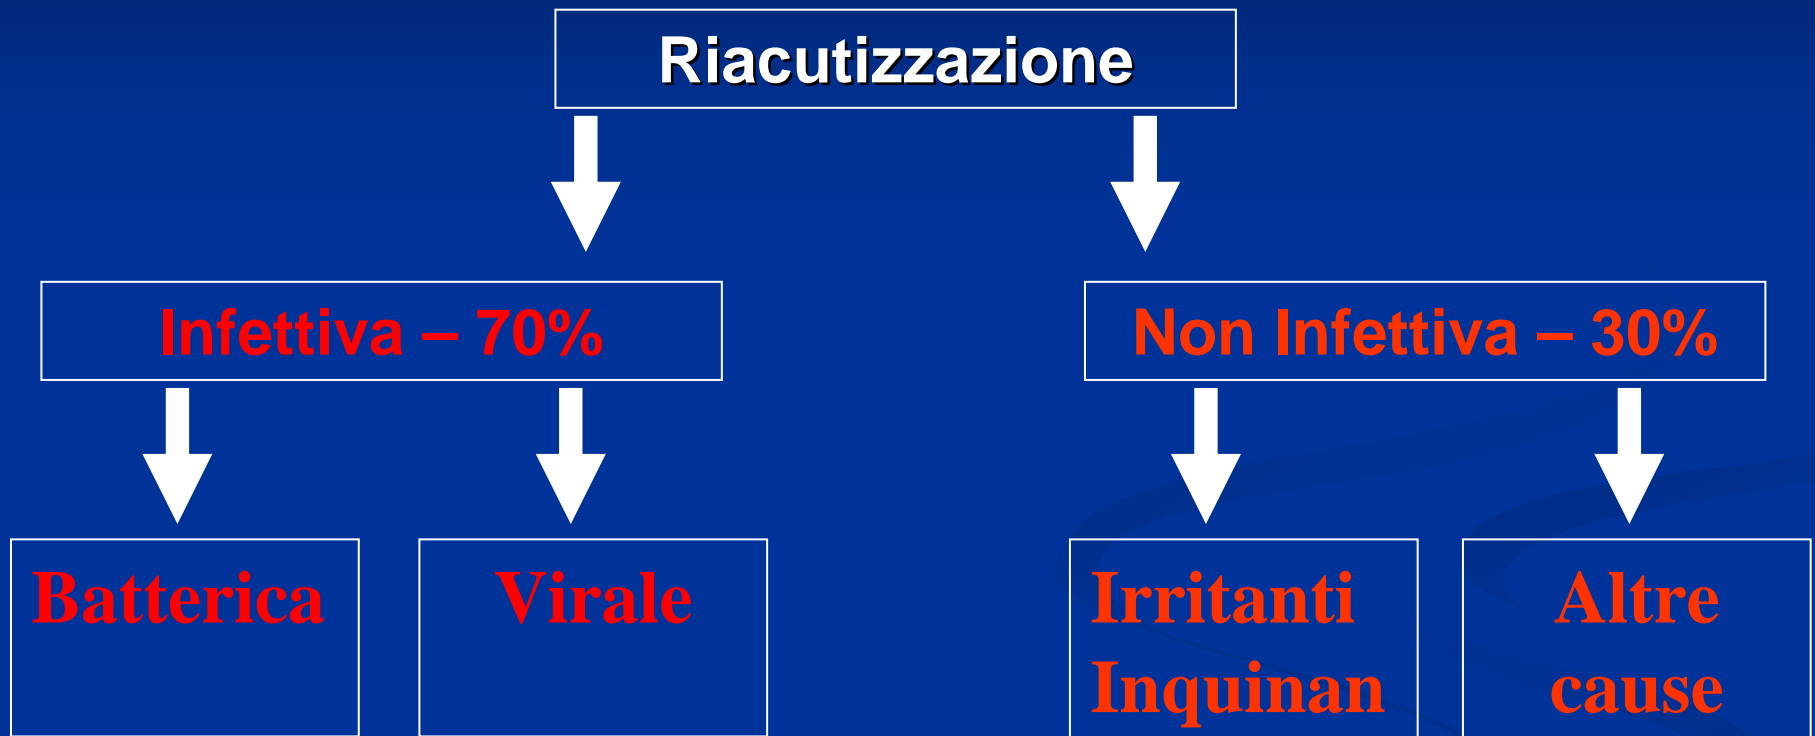 Riacutizzazione
Infettiva – 70%
Non Infettiva – 30%
Batterica
Virale
Irritanti
Inquinan
Altre
cause